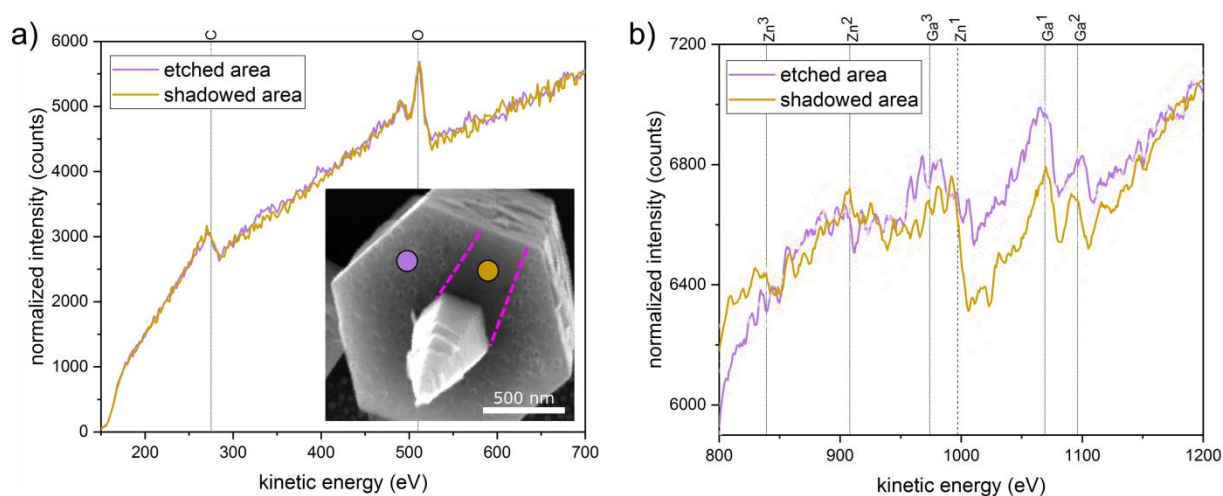 a)
C
O
6000
5000
4000
3000
2000
1000
0
normalized intensity (counts)
etched area
shadowed area
500 nm
200 300 400 500 600 700
kinetic energy (eV)
b)
Zn³ Zn² Ga³ Zn¹ Ga¹ Ga²
7200
6800
6400
6000
normalized intensity (counts)
etched area
shadowed area
800 900 1000 1100 1200
kinetic energy (eV)